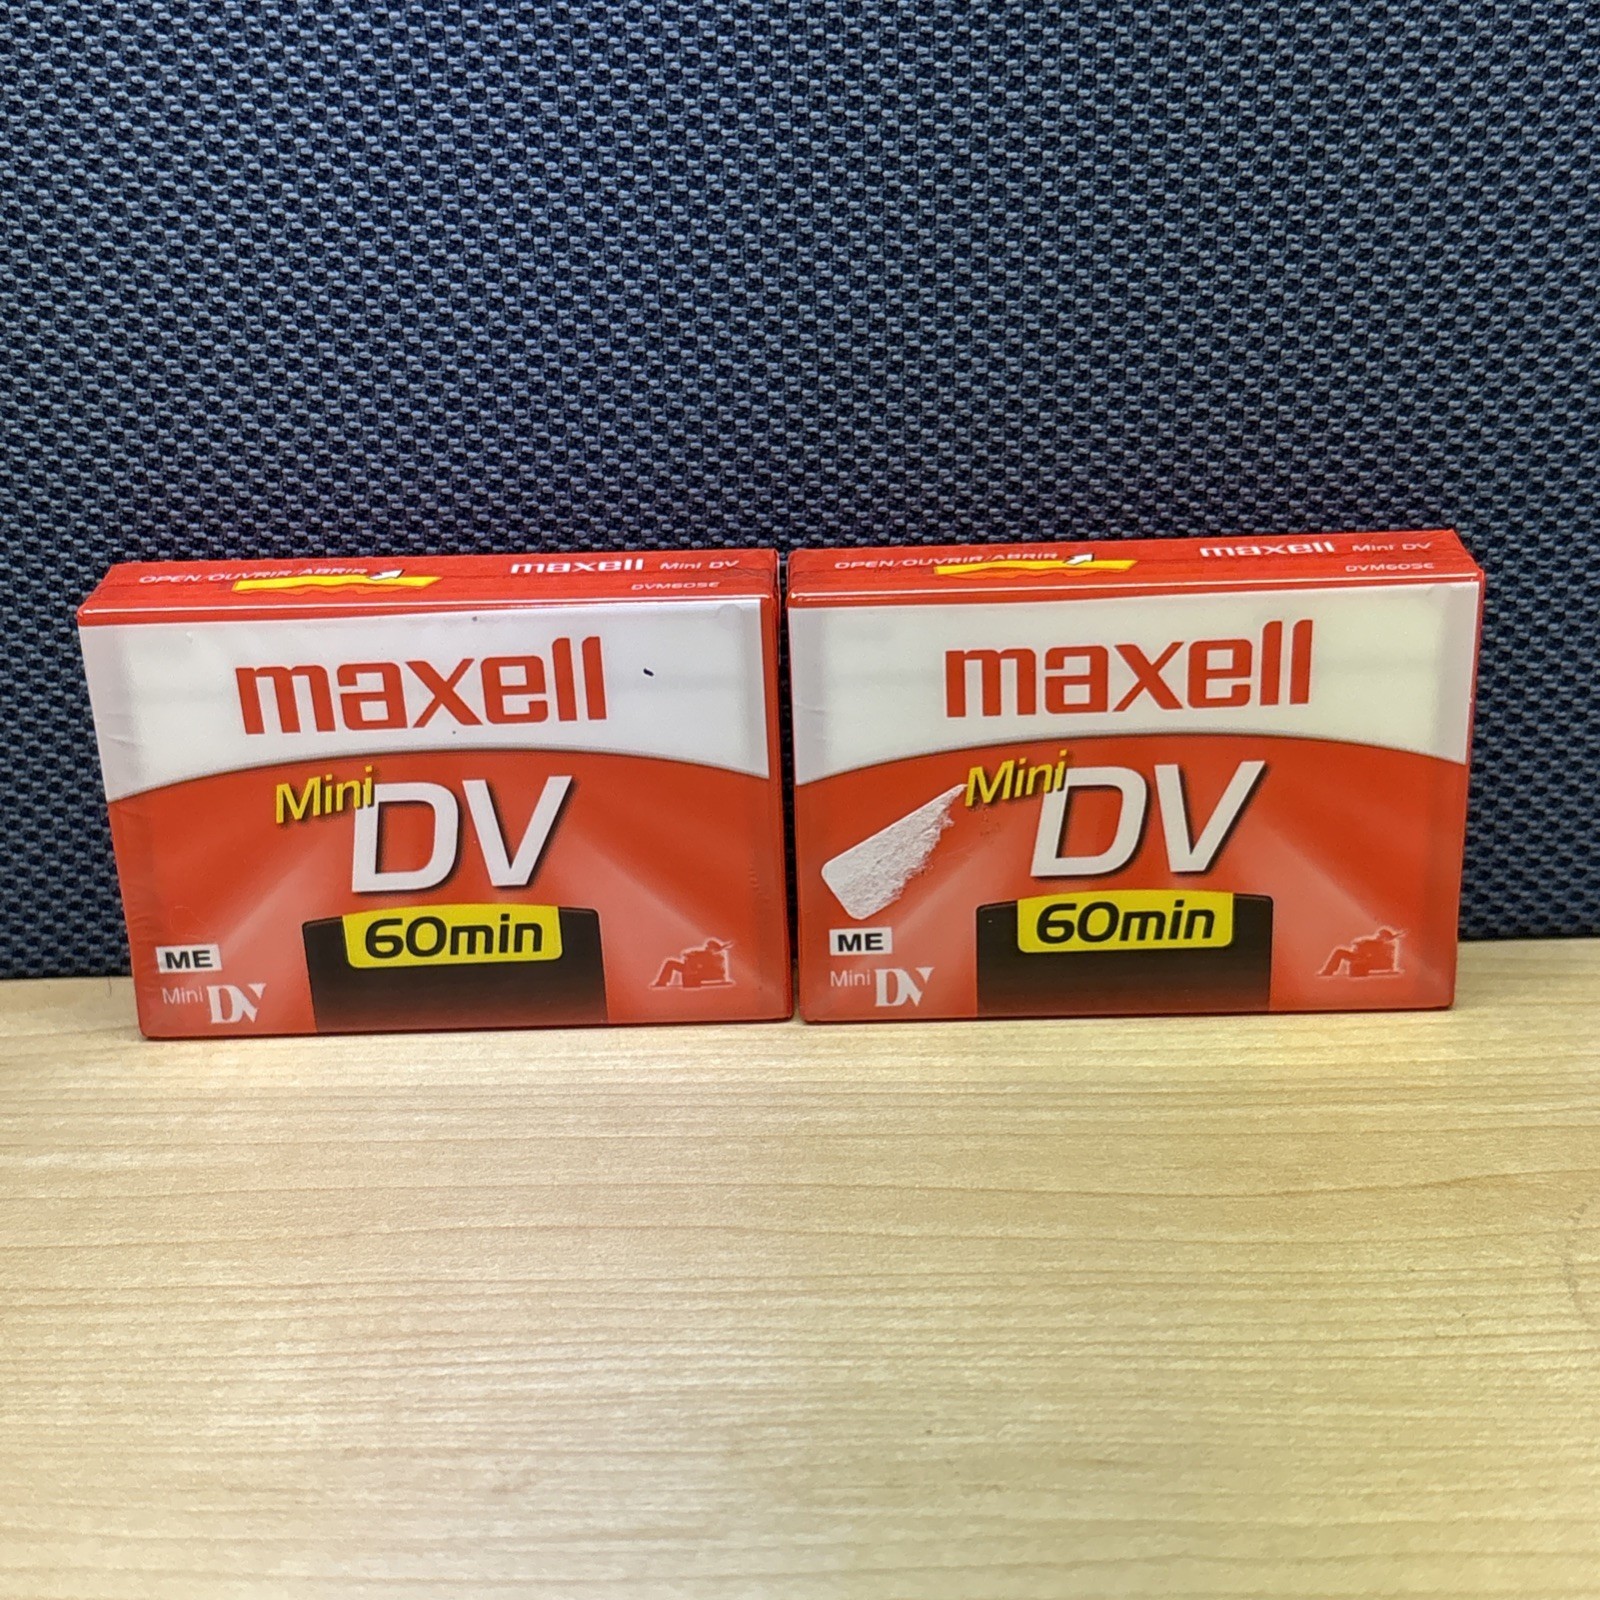 OPEN/OUVRIR/ABRIR maxell Mini DV
DVM60SE
maxell
Mini
DV
60min
ME
Mini DV
OPEN/OUVRIR/ABRIR maxell Mini DV
DVM60SE
maxell
Mini
DV
60min
ME
Mini DV